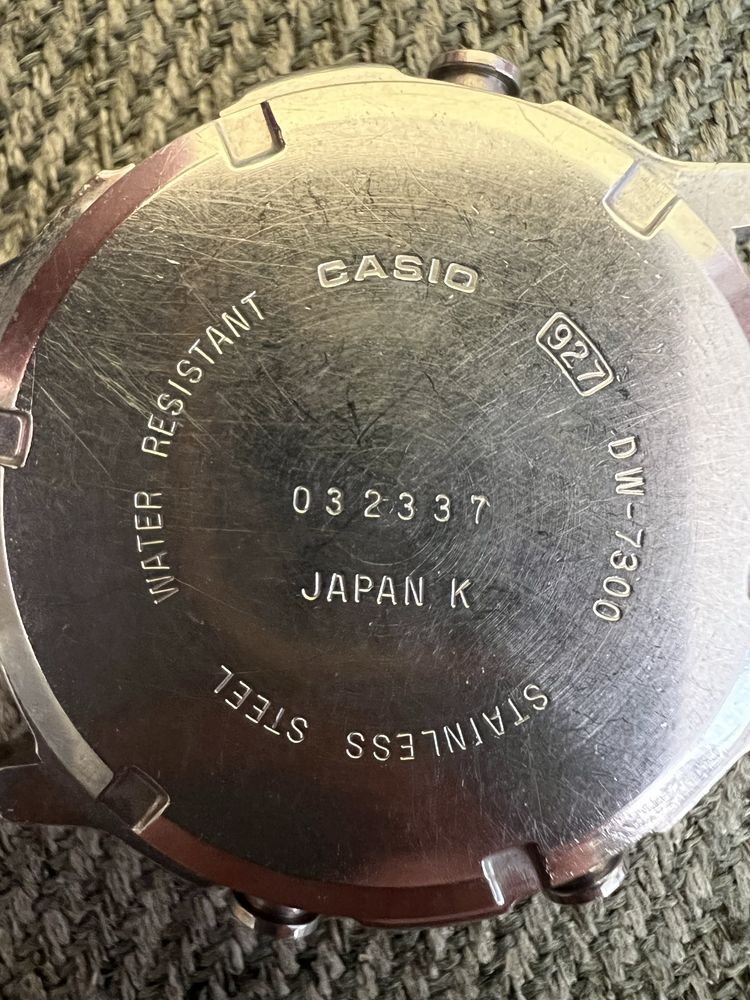 CASIO
927
DW-7300
STAINLESS STEEL
WATER RESISTANT
032337
JAPAN K